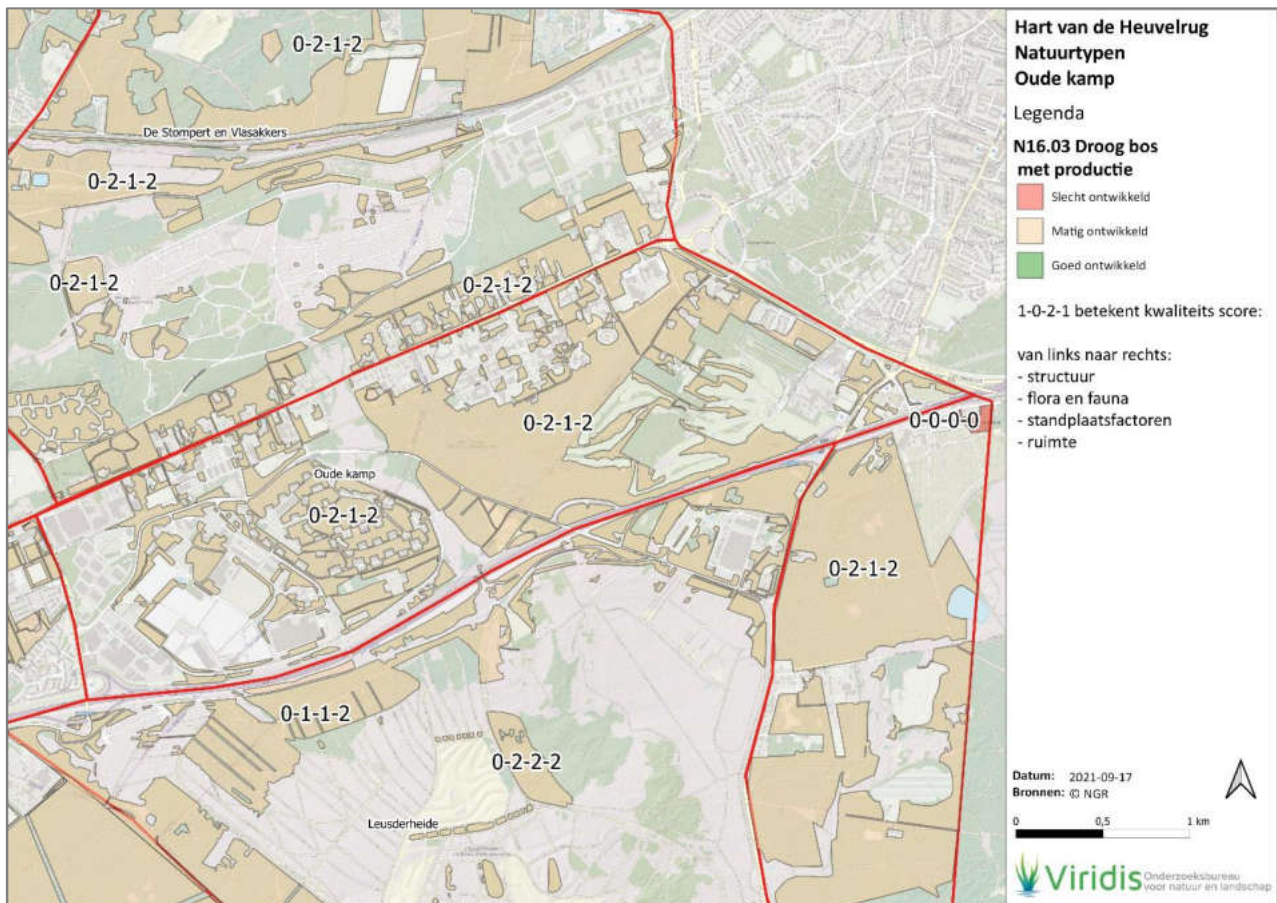 0-2-1-2
De Stompert en Vlasakkers
0-2-1-2
0-2-1-2
0-2-1-2
0-2-1-2
0-0-0-0
Oude kamp
0-2-1-2
0-2-1-2
0-1-1-2
0-2-2-2
Leusderheide
Hart van de Heuvelrug
Natuurtypen
Oude kamp
Legenda
N16.03 Droog bos
met productie
Slecht ontwikkeld
Matig ontwikkeld
Goed ontwikkeld
1-0-2-1 betekent kwaliteits score:
van links naar rechts:
- structuur
- flora en fauna
- standplaatsfactoren
- ruimte
Datum: 2021-09-17
Bronnen: © NGR
0 0,5 1 km
Viridis Onderzoeksbureau
voor natuur en landschap